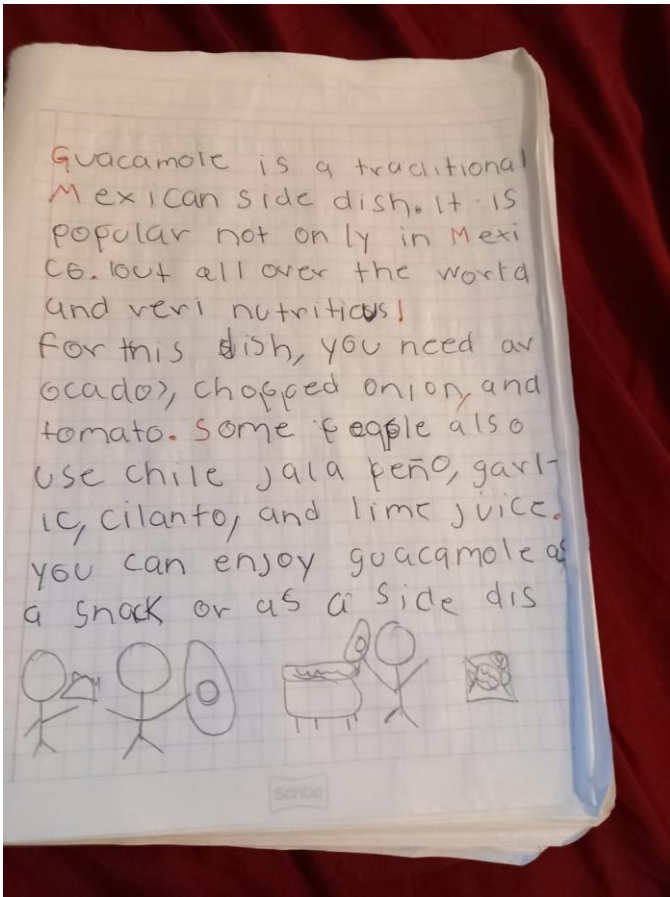 Guacamole is a traditional
Mexican side dish. It is
popular not only in Mexi
co. but all over the world
and veri nutritious!
For this dish, you need av
ocados, chopped onion, and
tomato. Some people also
use chile jalapeño, garl-
ic, cilanto, and lime juice.
you can enjoy guacamole as
a snack or as a side dis
Scribe